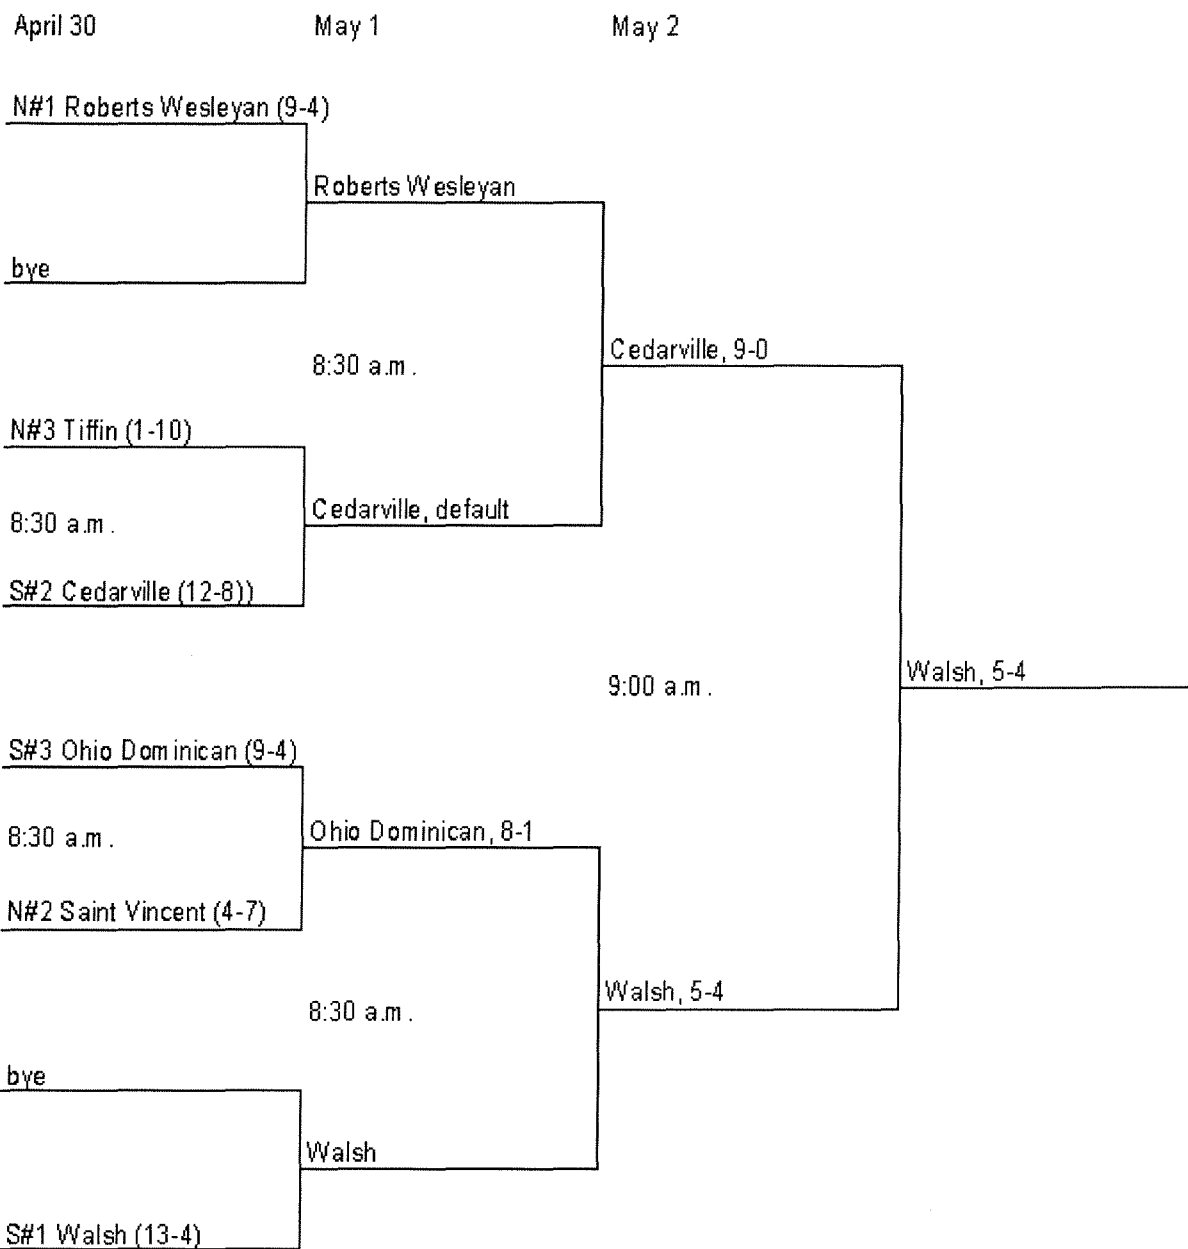 April 30 May 1 May 2
N#1 Roberts Wesleyan (9-4)
Roberts Wesleyan
bye
Cedarville, 9-0
8:30 a.m.
N#3 Tiffin (1-10)
Cedarville, default
8:30 a.m.
S#2 Cedarville (12-8))
Walsh, 5-4
9:00 a.m.
S#3 Ohio Dominican (9-4)
Ohio Dominican, 8-1
8:30 a.m.
N#2 Saint Vincent (4-7)
Walsh, 5-4
8:30 a.m.
bye
Walsh
S#1 Walsh (13-4)